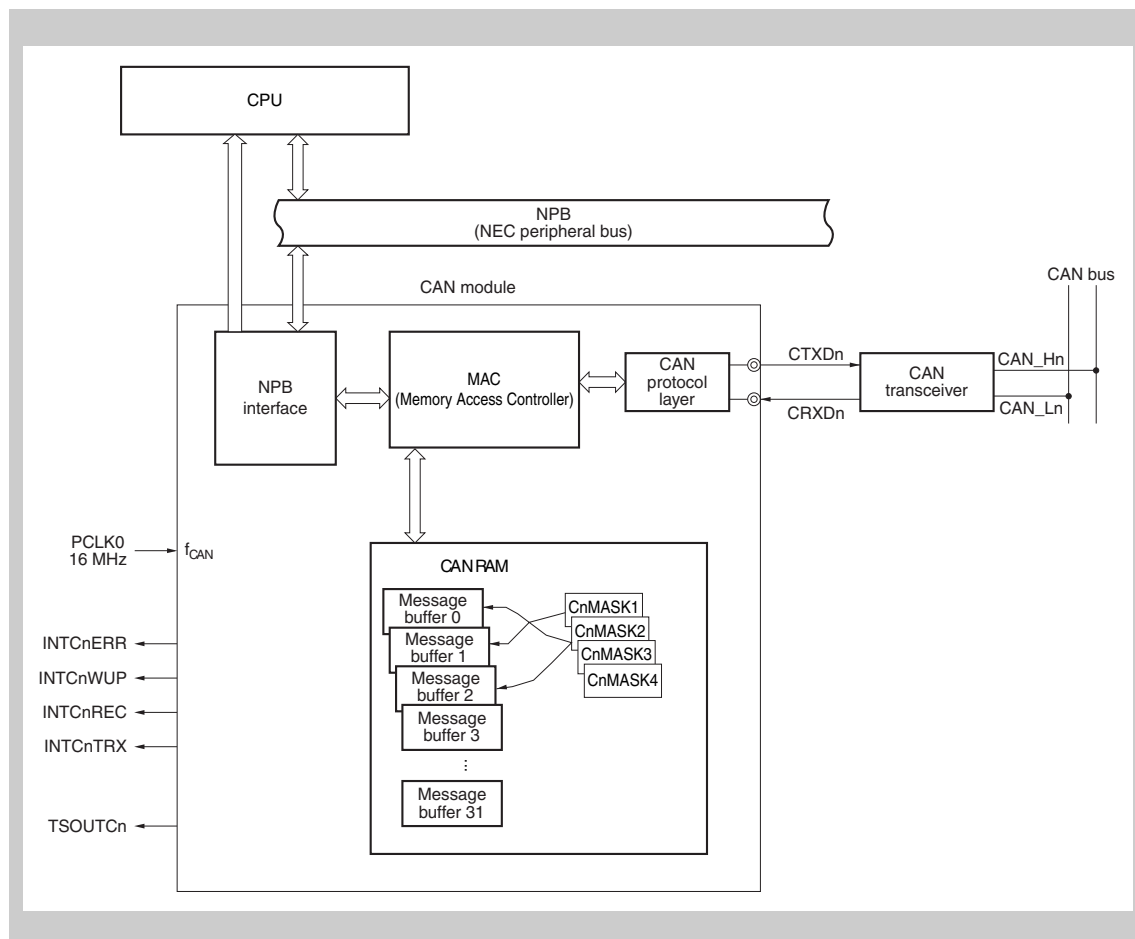 CPU
NPB
(NEC peripheral bus)
CAN module
CAN bus
NPB
interface
MAC
(Memory Access Controller)
CAN
protocol
layer
CTXDn
CRXDn
CAN
transceiver
CAN_Hn
CAN_Ln
PCLK0
16 MHz
fCAN
CAN RAM
Message
buffer 0
Message
buffer 1
Message
buffer 2
Message
buffer 3
⋮
Message
buffer 31
CnMASK1
CnMASK2
CnMASK3
CnMASK4
INTCnERR
INTCnWUP
INTCnREC
INTCnTRX
TSOUTCn